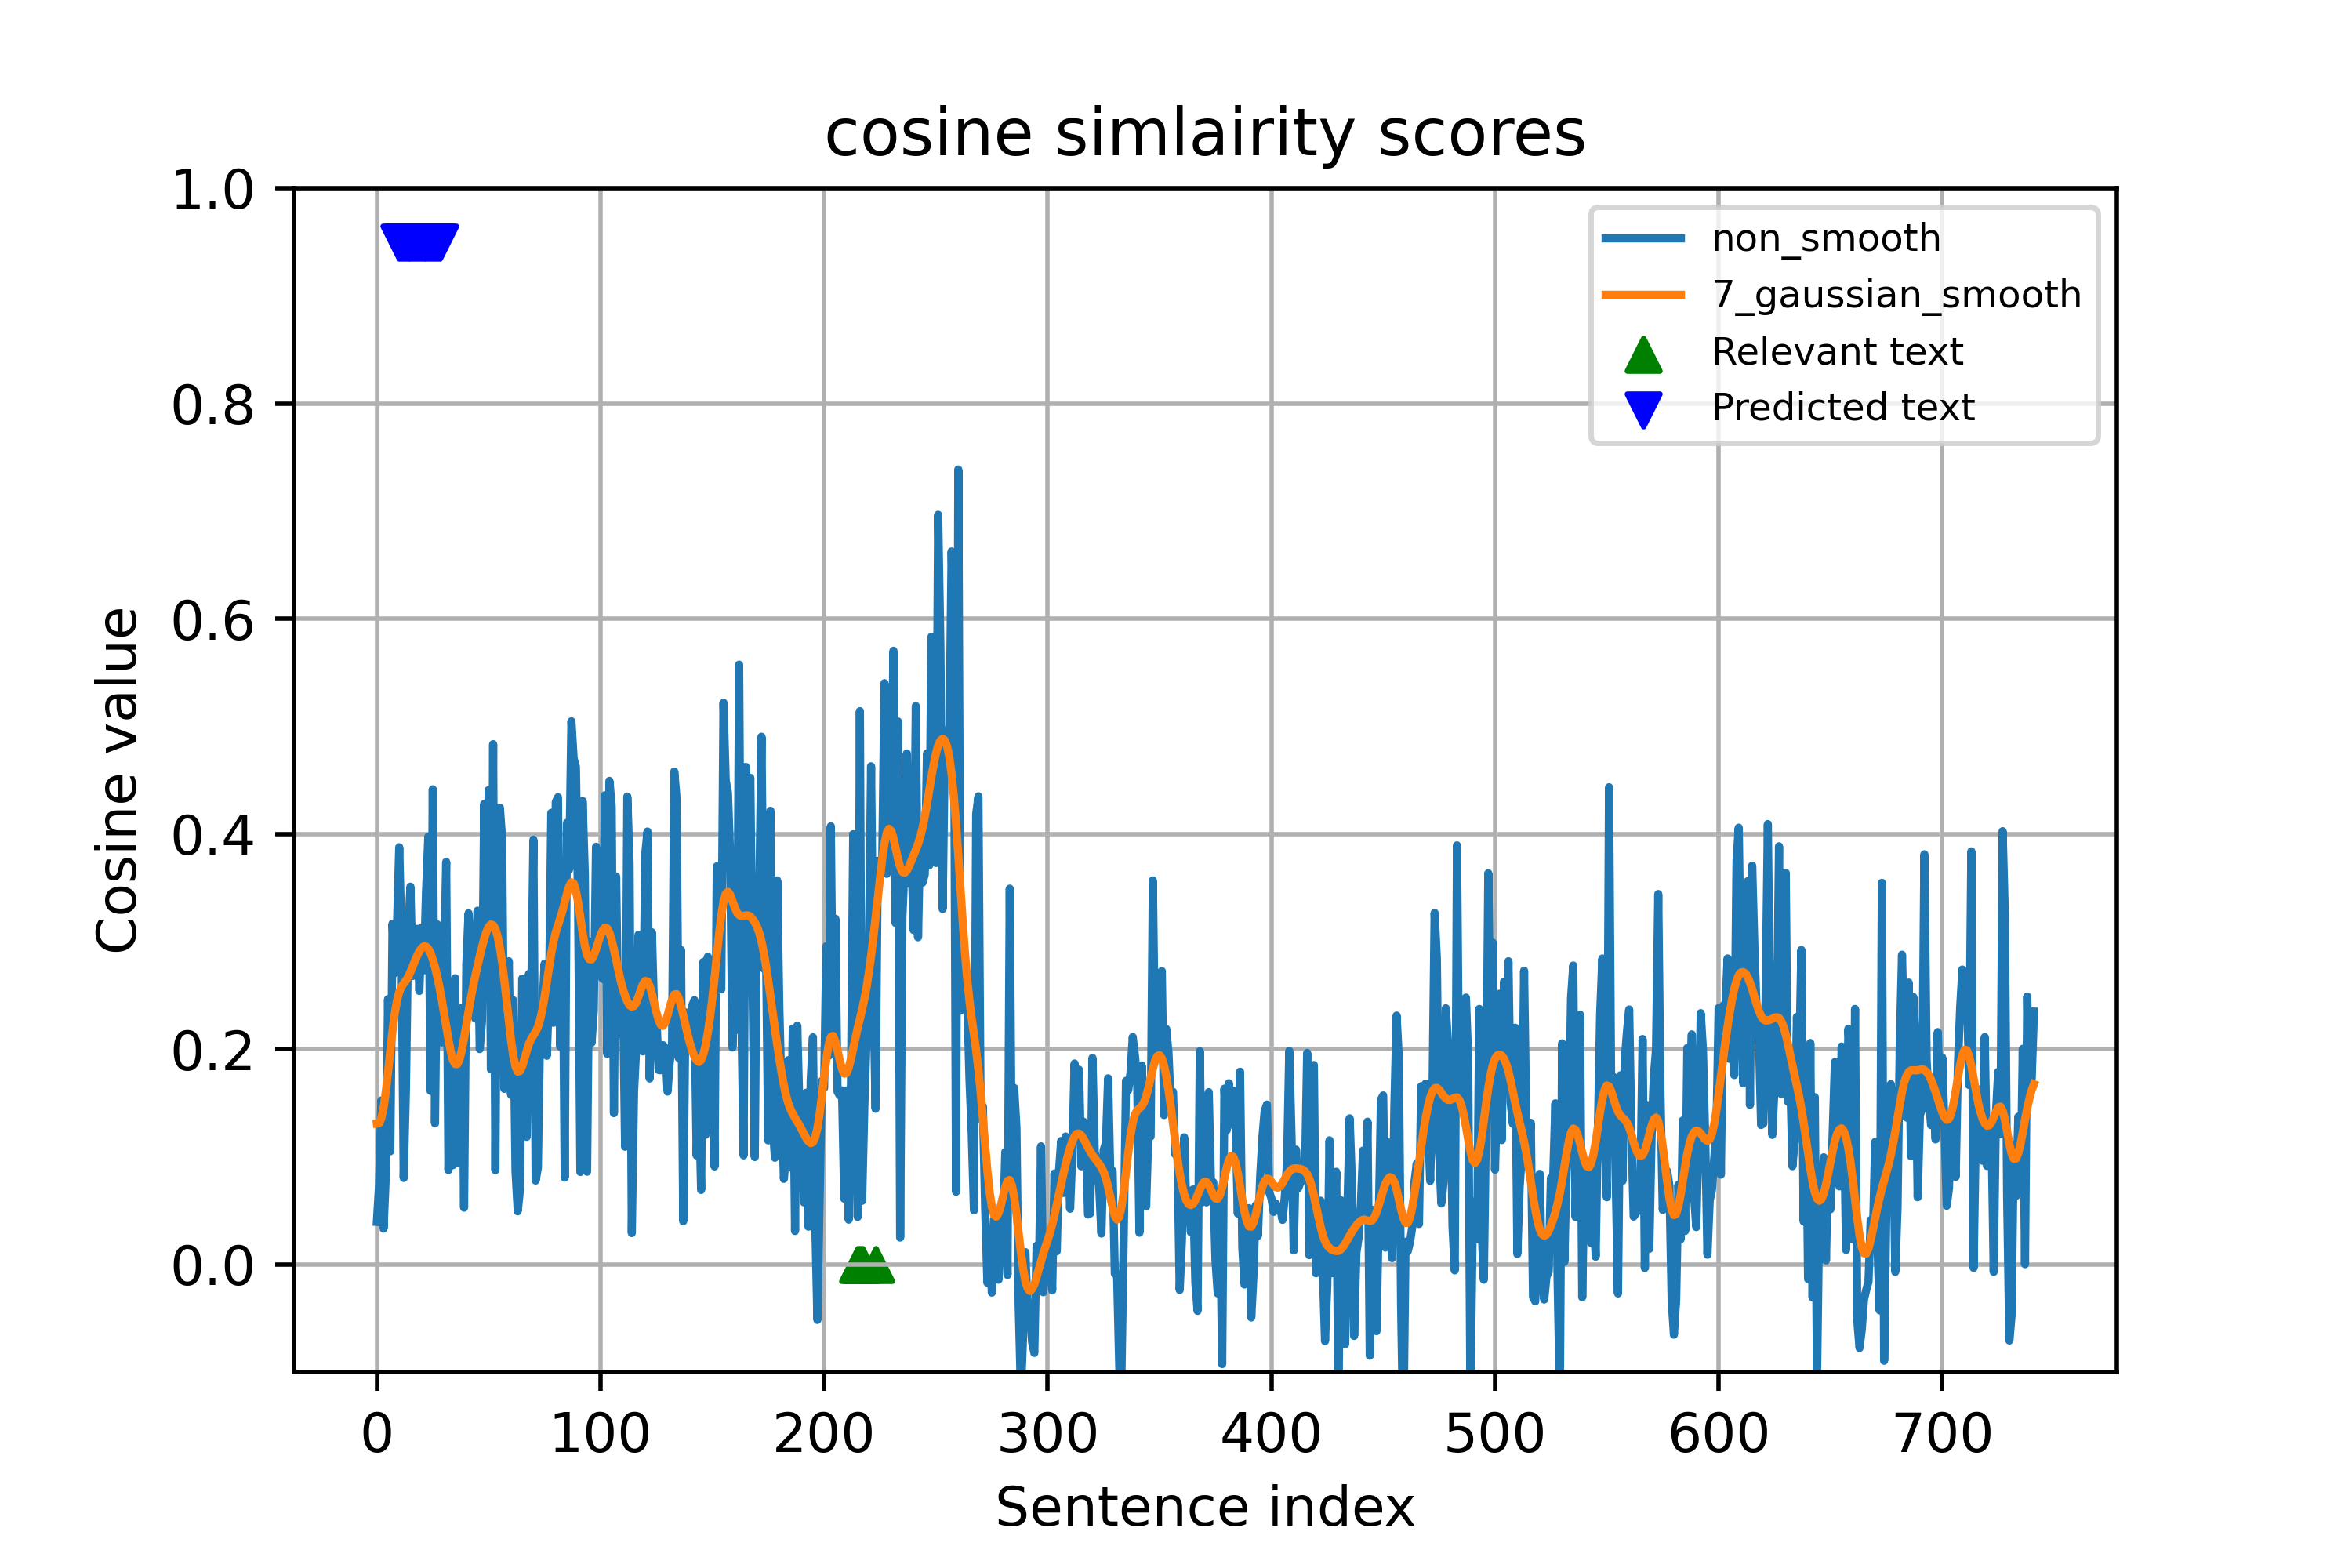 cosine simlairity scores
1.0
0.8
0.6
0.4
0.2
0.0
Cosine value
non_smooth
7_gaussian_smooth
Relevant text
Predicted text
0 100 200 300 400 500 600 700
Sentence index